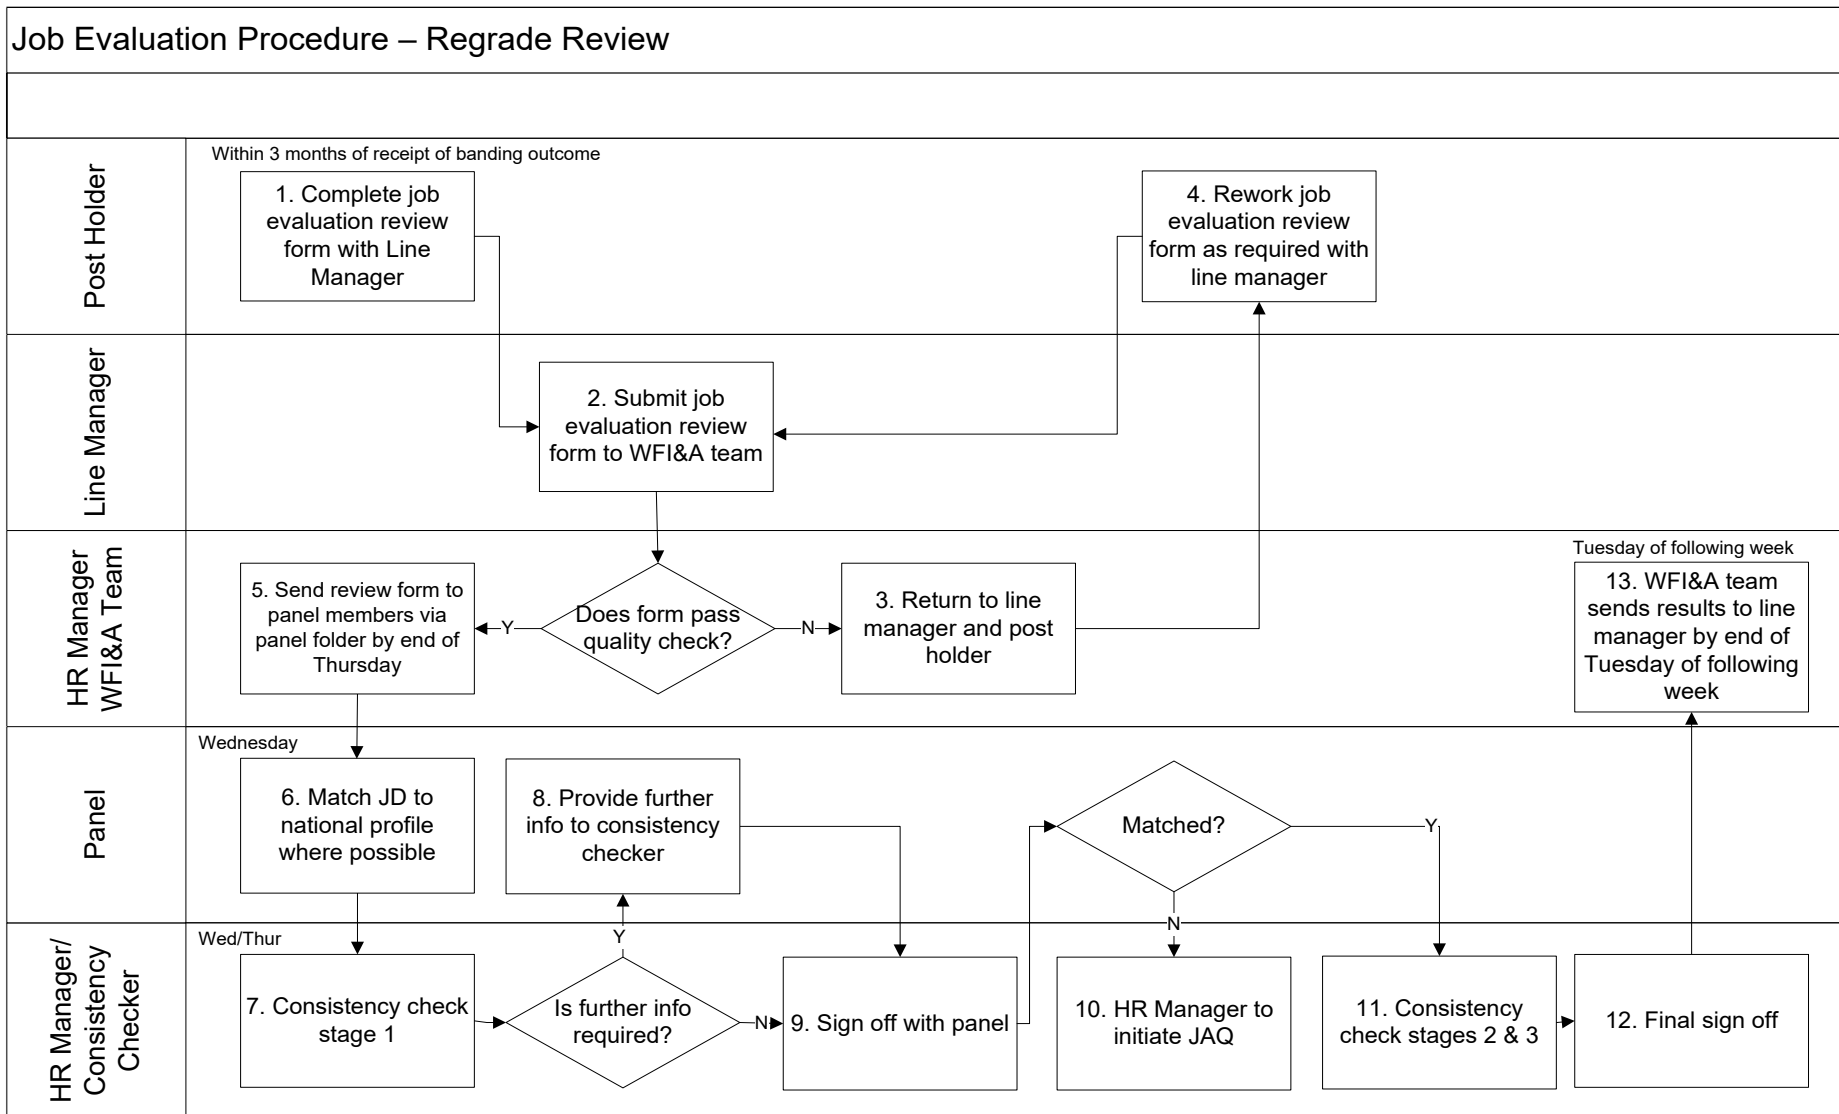 Job Evaluation Procedure – Regrade Review
Post Holder
Within 3 months of receipt of banding outcome
1. Complete job
evaluation review
form with Line
Manager
4. Rework job
evaluation review
form as required with
line manager
Line Manager
2. Submit job
evaluation review
form to WFI&A team
HR Manager
WFI&A Team
5. Send review form to
panel members via
panel folder by end of
Thursday
Y
Does form pass
quality check?
N
3. Return to line
manager and post
holder
Tuesday of following week
13. WFI&A team
sends results to line
manager by end of
Tuesday of following
week
Panel
Wednesday
6. Match JD to
national profile
where possible
8. Provide further
info to consistency
checker
Matched?
Y
N
HR Manager/
Consistency
Checker
Wed/Thur
7. Consistency check
stage 1
Y
Is further info
required?
N
9. Sign off with panel
10. HR Manager to
initiate JAQ
11. Consistency
check stages 2 & 3
12. Final sign off